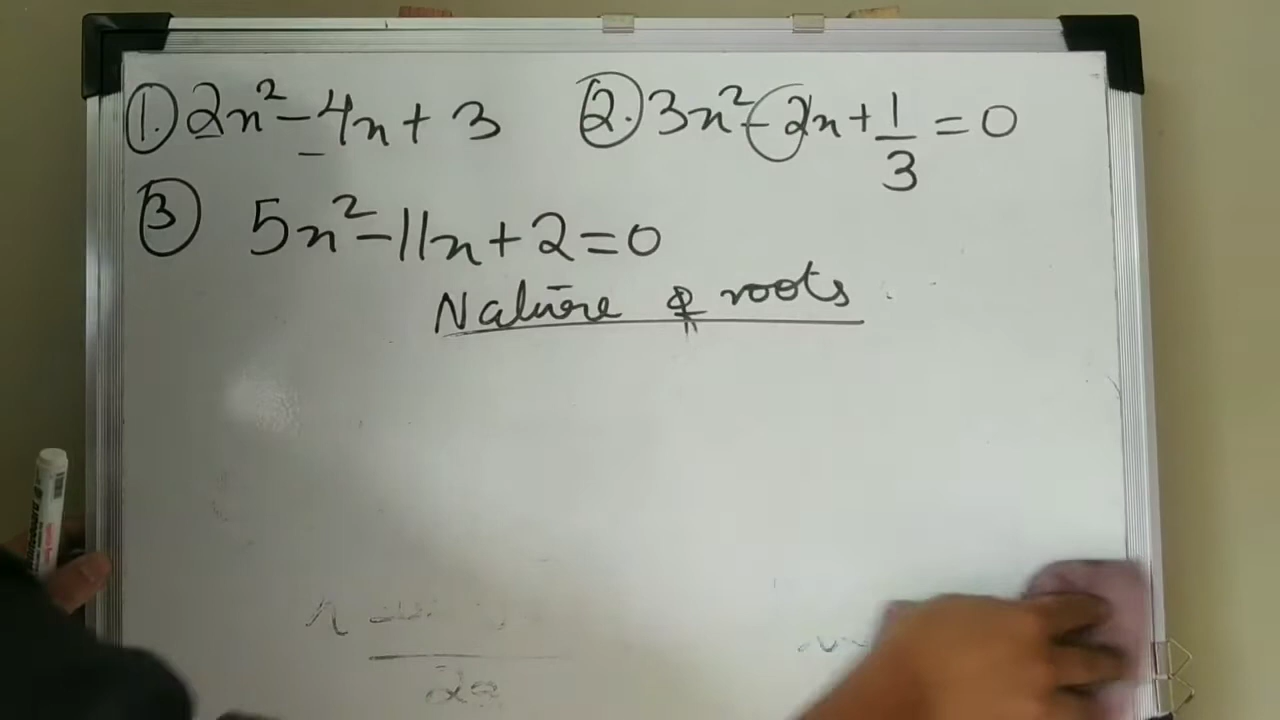 ①. 2x² - 4x + 3 ②. 3x² - 2x + 1/3 = 0
③ 5x² - 11x + 2 = 0
Nature of roots